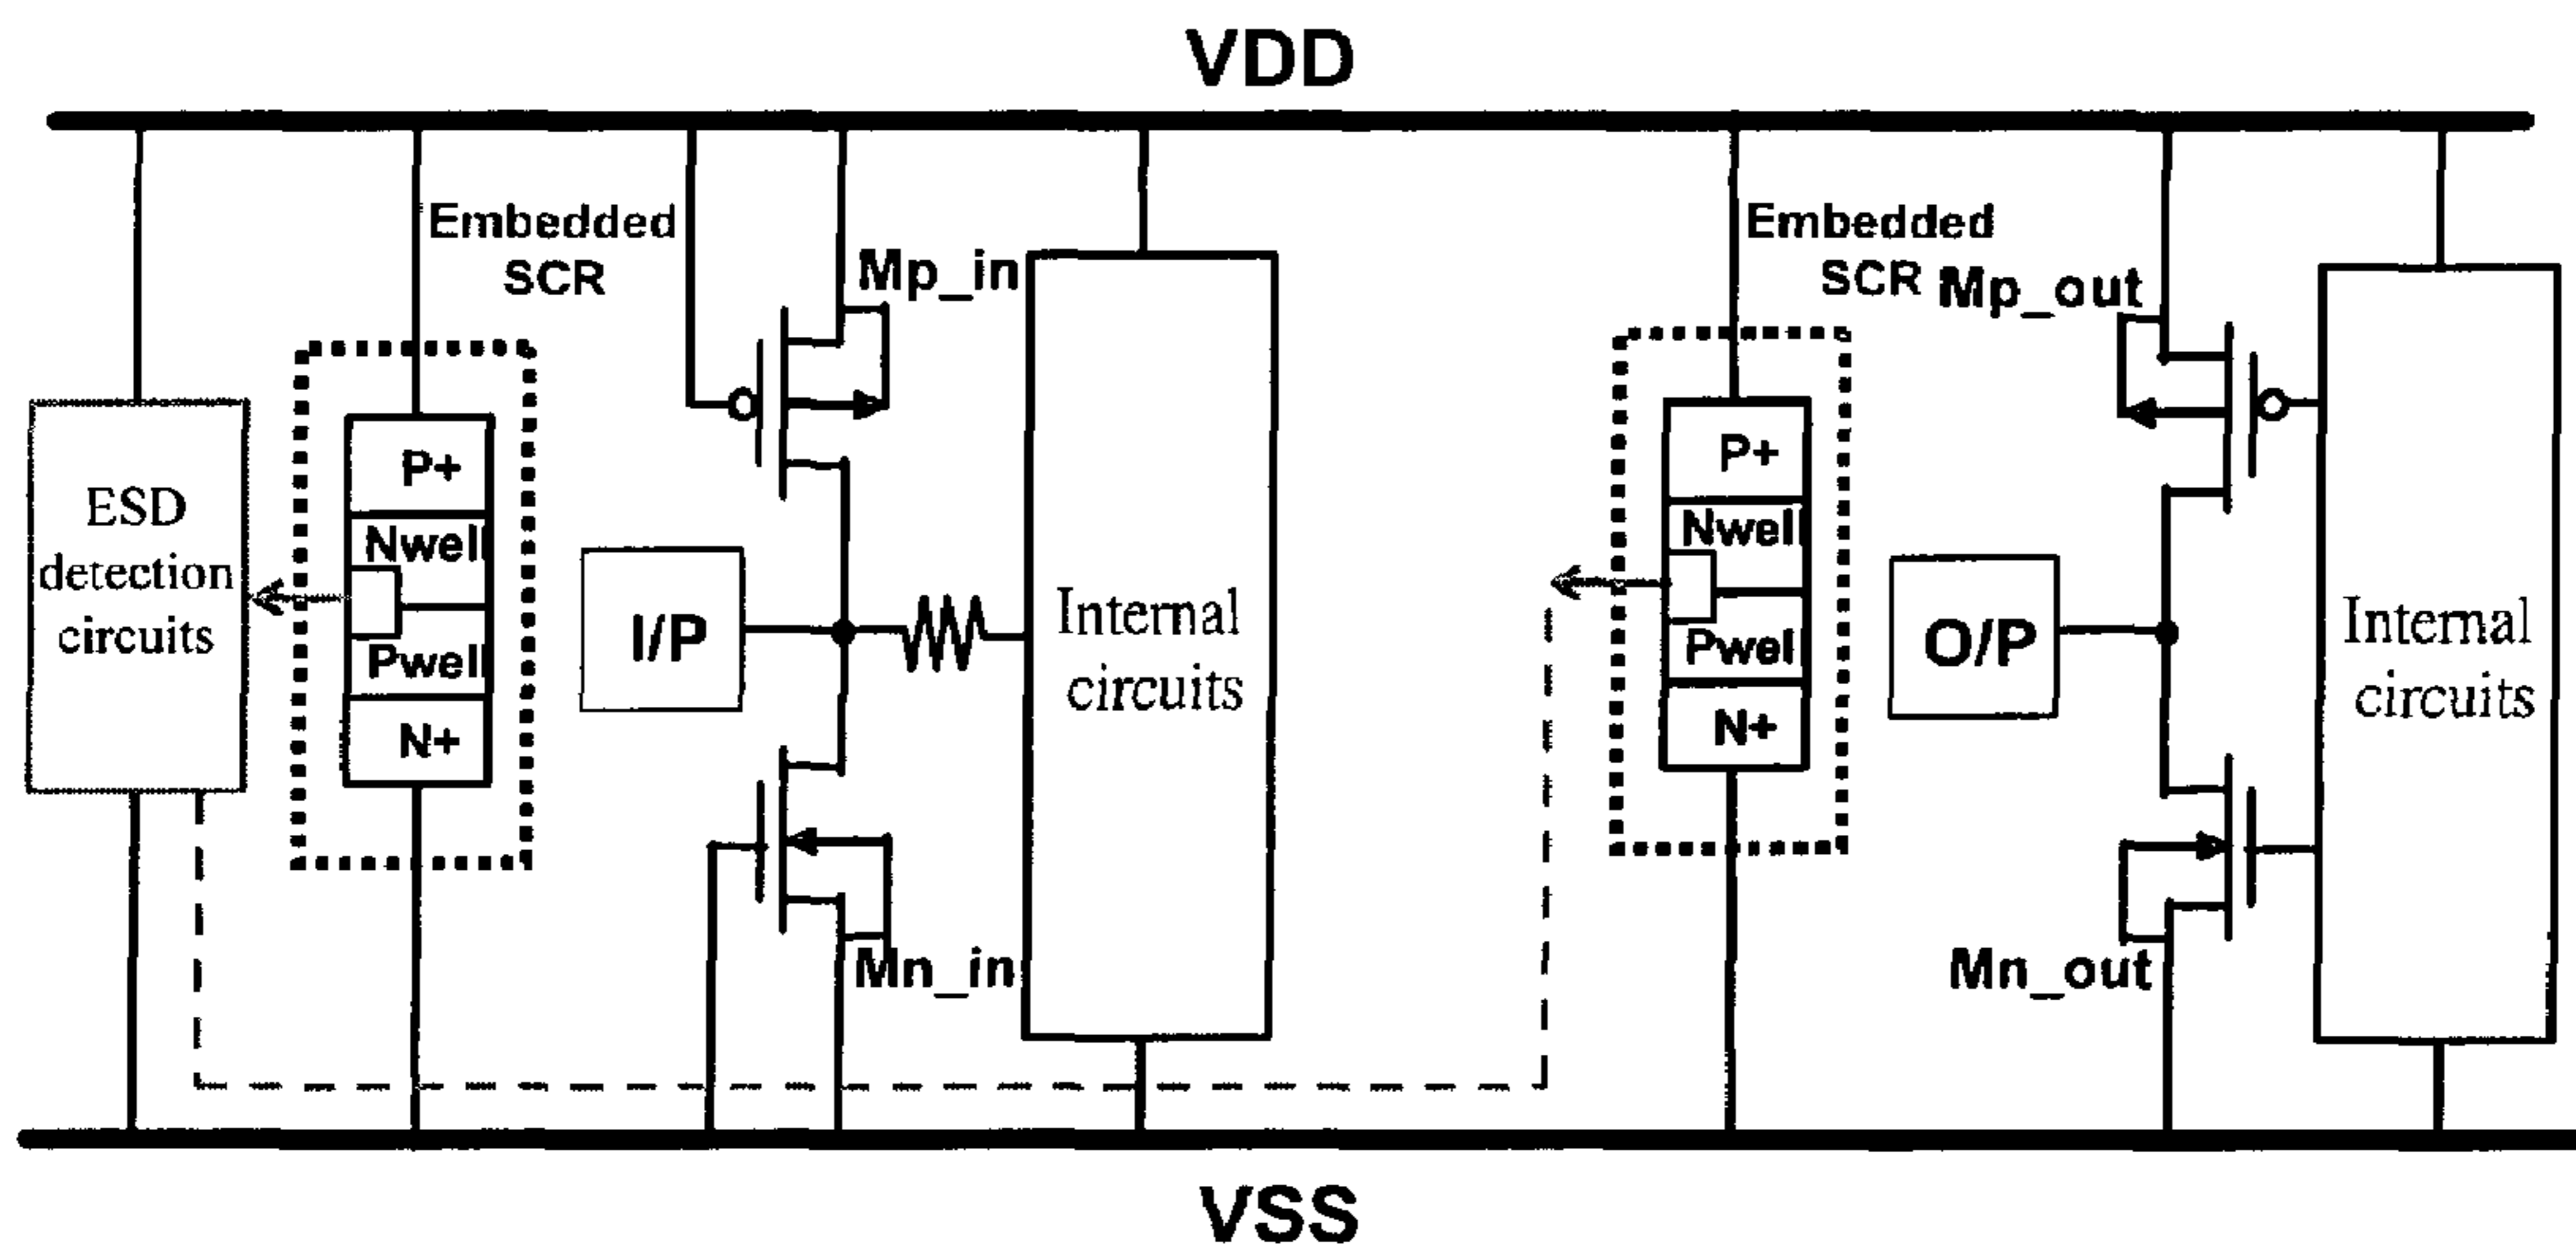 VDD
Embedded
SCR
Mp_in
Embedded
SCR
Mp_out
ESD
detection
circuits
P+
Nwell
Pwell
N+
I/P
Internal
circuits
Mn_in
P+
Nwell
Pwell
N+
O/P
Internal
circuits
Mn_out
VSS